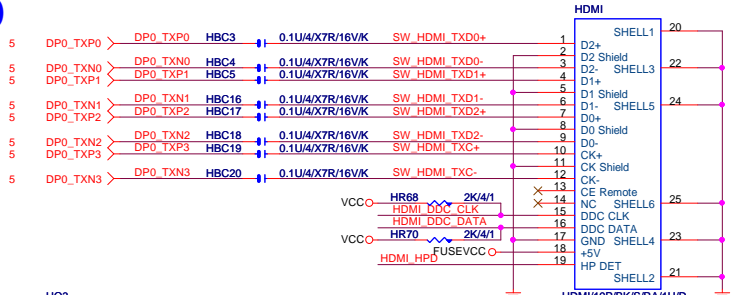 HDMI
SHELL1 20
5 DP0_TXP0 DP0_TXP0 HBC3 0.1U/4/X7R/16V/K SW_HDMI_TXD0+ 1 D2+
2 D2 Shield
5 DP0_TXN0 DP0_TXN0 HBC4 0.1U/4/X7R/16V/K SW_HDMI_TXD0- 3 D2- SHELL3 22
5 DP0_TXP1 DP0_TXP1 HBC5 0.1U/4/X7R/16V/K SW_HDMI_TXD1+ 4 D1+
5 D1 Shield
5 DP0_TXN1 DP0_TXN1 HBC16 0.1U/4/X7R/16V/K SW_HDMI_TXD1- 6 D1- SHELL5 24
5 DP0_TXP2 DP0_TXP2 HBC17 0.1U/4/X7R/16V/K SW_HDMI_TXD2+ 7 D0+
8 D0 Shield
5 DP0_TXN2 DP0_TXN2 HBC18 0.1U/4/X7R/16V/K SW_HDMI_TXD2- 9 D0-
5 DP0_TXP3 DP0_TXP3 HBC19 0.1U/4/X7R/16V/K SW_HDMI_TXC+ 10 CK+
11 CK Shield
5 DP0_TXN3 DP0_TXN3 HBC20 0.1U/4/X7R/16V/K SW_HDMI_TXC- 12 CK-
13 CE Remote
VCC HR68 2K/4/1 14 NC SHELL6 25
HDMI_DDC_CLK 15 DDC CLK
HDMI_DDC_DATA 16 DDC DATA
VCC HR70 2K/4/1 17 GND SHELL4 23
FUSEVCC 18 +5V
HDMI_HPD 19 HP DET
SHELL2 21